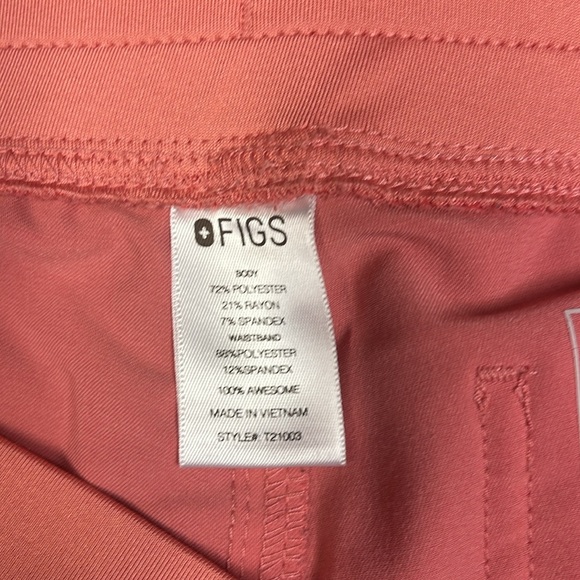 FIGS
BODY
72% POLYESTER
21% RAYON
7% SPANDEX
WAISTBAND
88%POLYESTER
12%SPANDEX
100% AWESOME
MADE IN VIETNAM
STYLE#: T21003